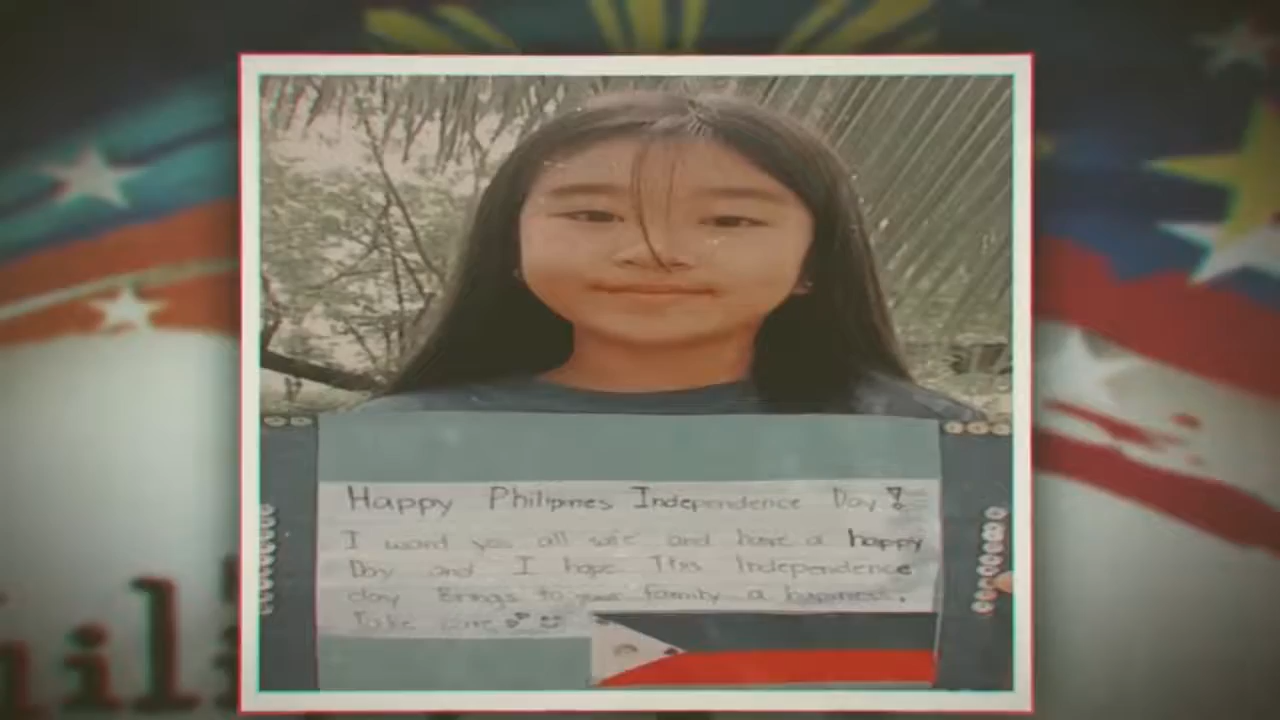 Happy Philipines Independence Day!
I want you all safe and have a happy
Day and I hope This Independence
day Brings to your family a
Take care